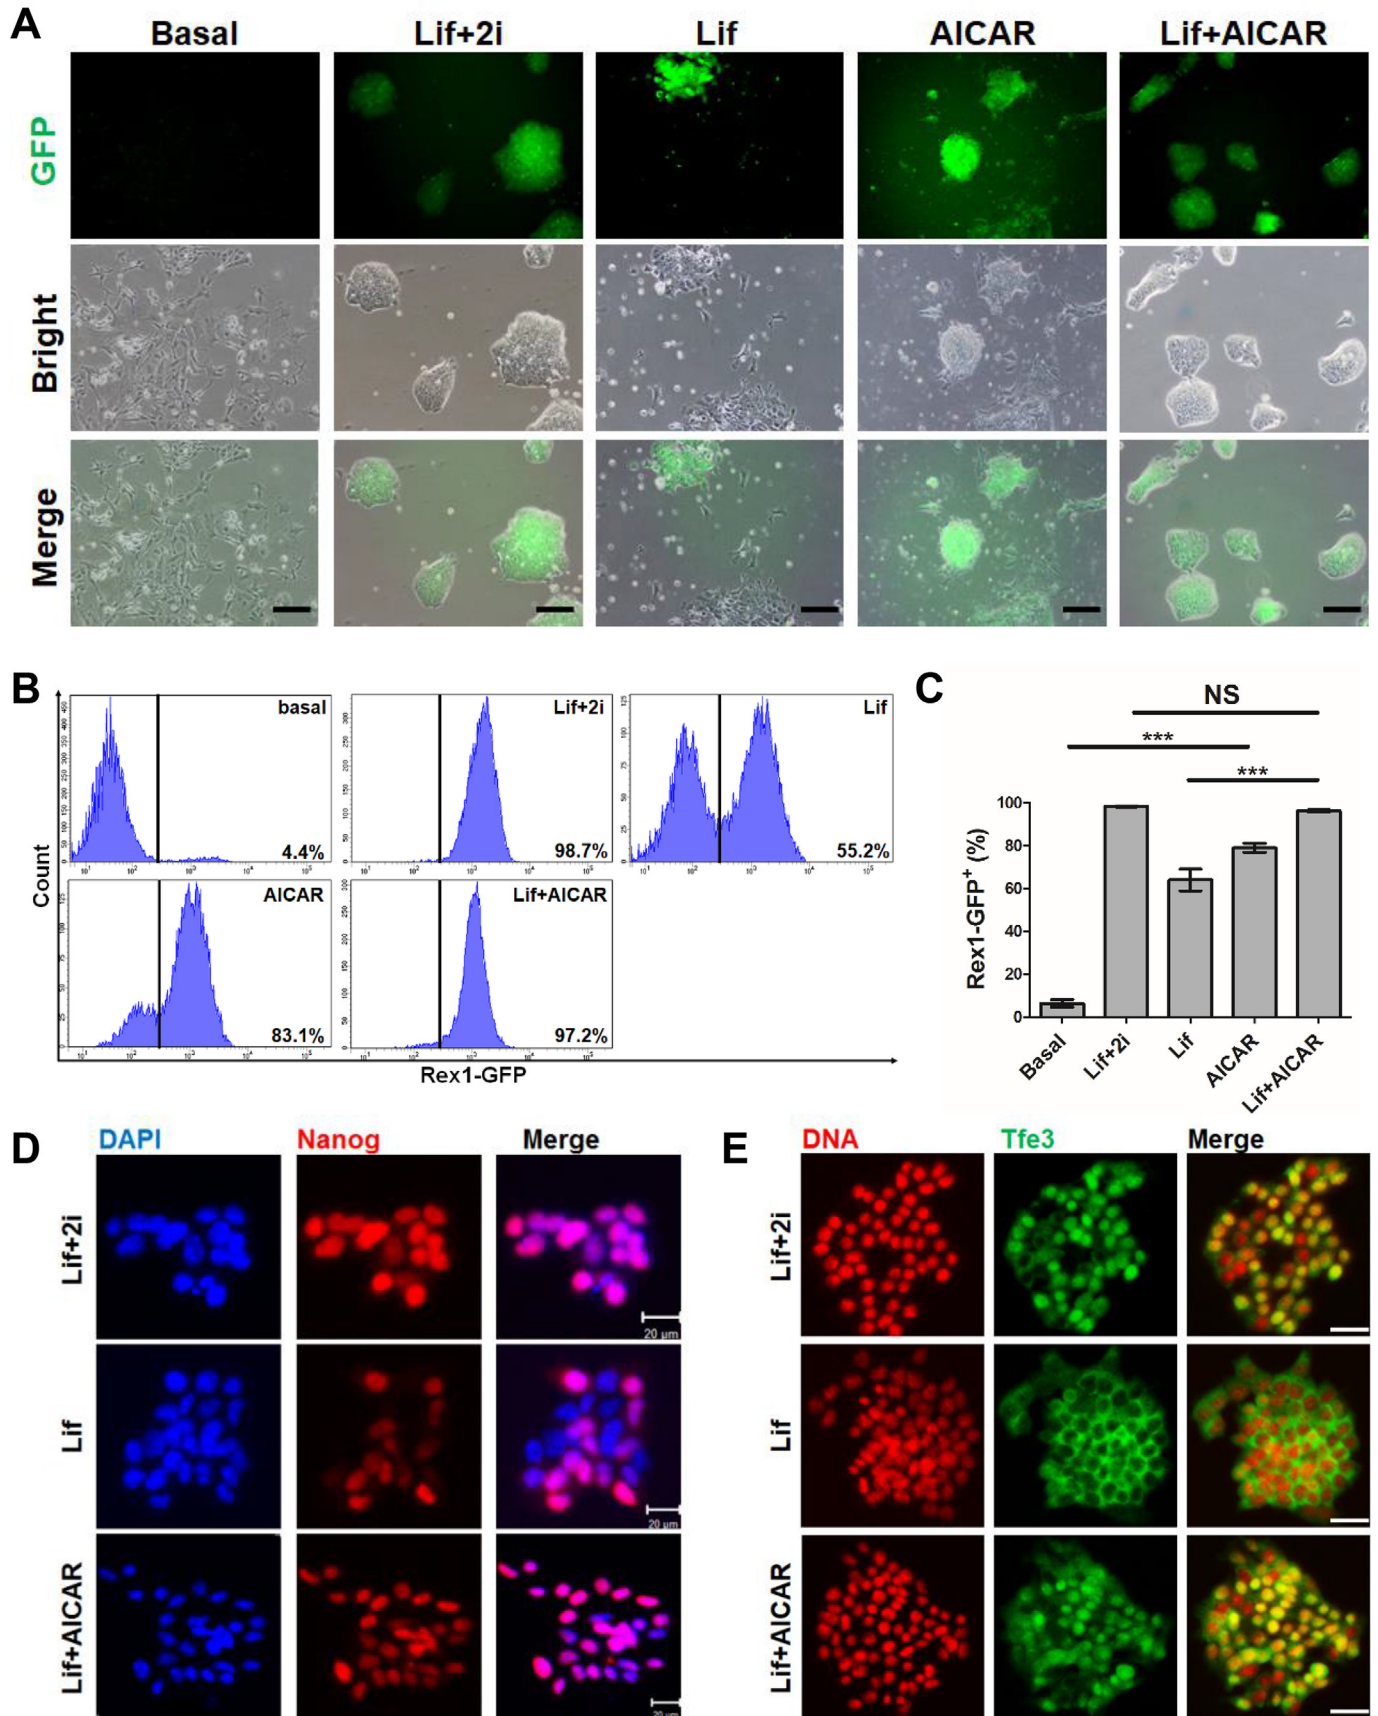 A
Basal
Lif+2i
Lif
AICAR
Lif+AICAR
GFP
Bright
Merge
B
basal
4.4%
Lif+2i
98.7%
Lif
55.2%
AICAR
83.1%
Lif+AICAR
97.2%
Count
Rex1-GFP
C
NS
***
***
Rex1-GFP+ (%)
100
80
60
40
20
0
Basal
Lif+2i
Lif
AICAR
Lif+AICAR
D
DAPI
Nanog
Merge
Lif+2i
20 µm
Lif
20 µm
Lif+AICAR
20 µm
E
DNA
Tfe3
Merge
Lif+2i
Lif
Lif+AICAR